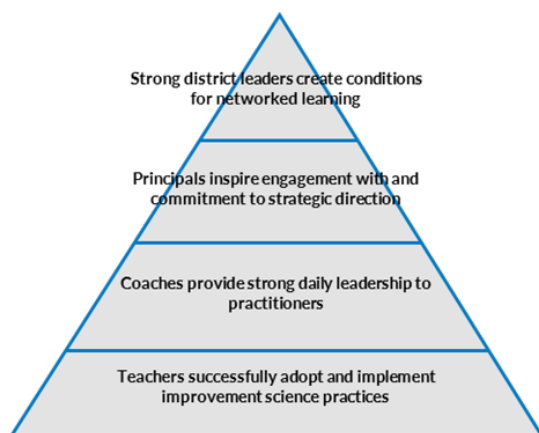 Strong district leaders create conditions
for networked learning
Principals inspire engagement with and
commitment to strategic direction
Coaches provide strong daily leadership to
practitioners
Teachers successfully adopt and implement
improvement science practices